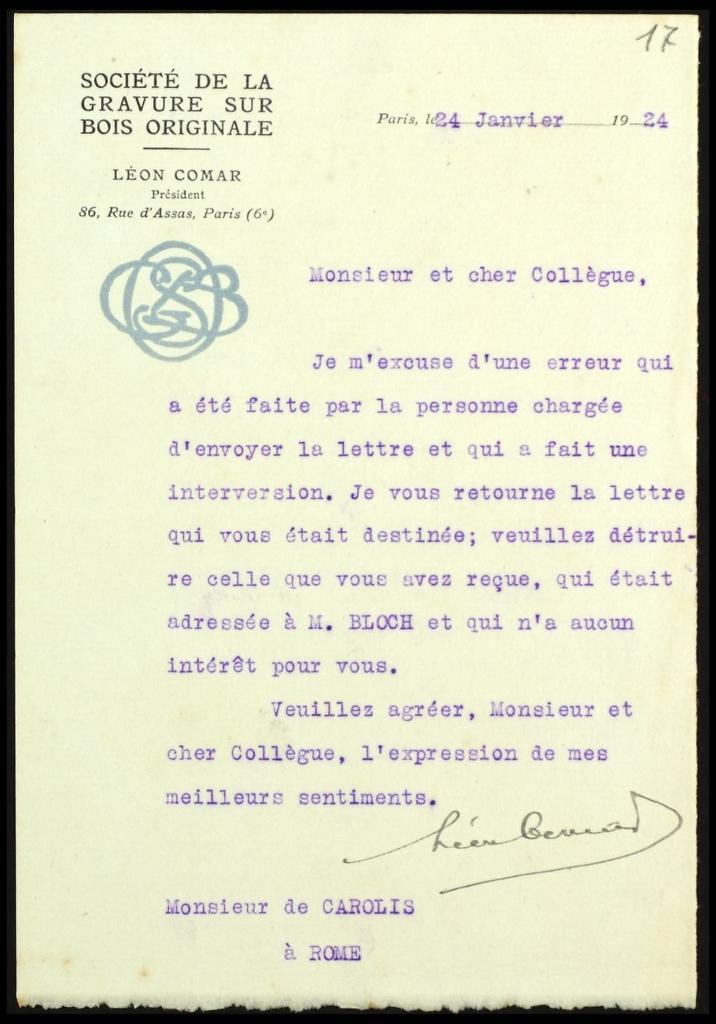 17
SOCIÉTÉ DE LA
GRAVURE SUR
BOIS ORIGINALE
LÉON COMAR
Président
86, Rue d'Assas, Paris (6e)
Paris, le 24 Janvier 1924
Monsieur et cher Collègue,
Je m'excuse d'une erreur qui
a été faite par la personne chargée
d'envoyer la lettre et qui a fait une
interversion. Je vous retourne la lettre
qui vous était destinée; veuillez détrui-
re celle que vous avez reçue, qui était
adressée à M. BLOCH et qui n'a aucun
intérêt pour vous.
Veuillez agréer, Monsieur et
cher Collègue, l'expression de mes
meilleurs sentiments.
Léon Comar
Monsieur de CAROLIS
à ROME